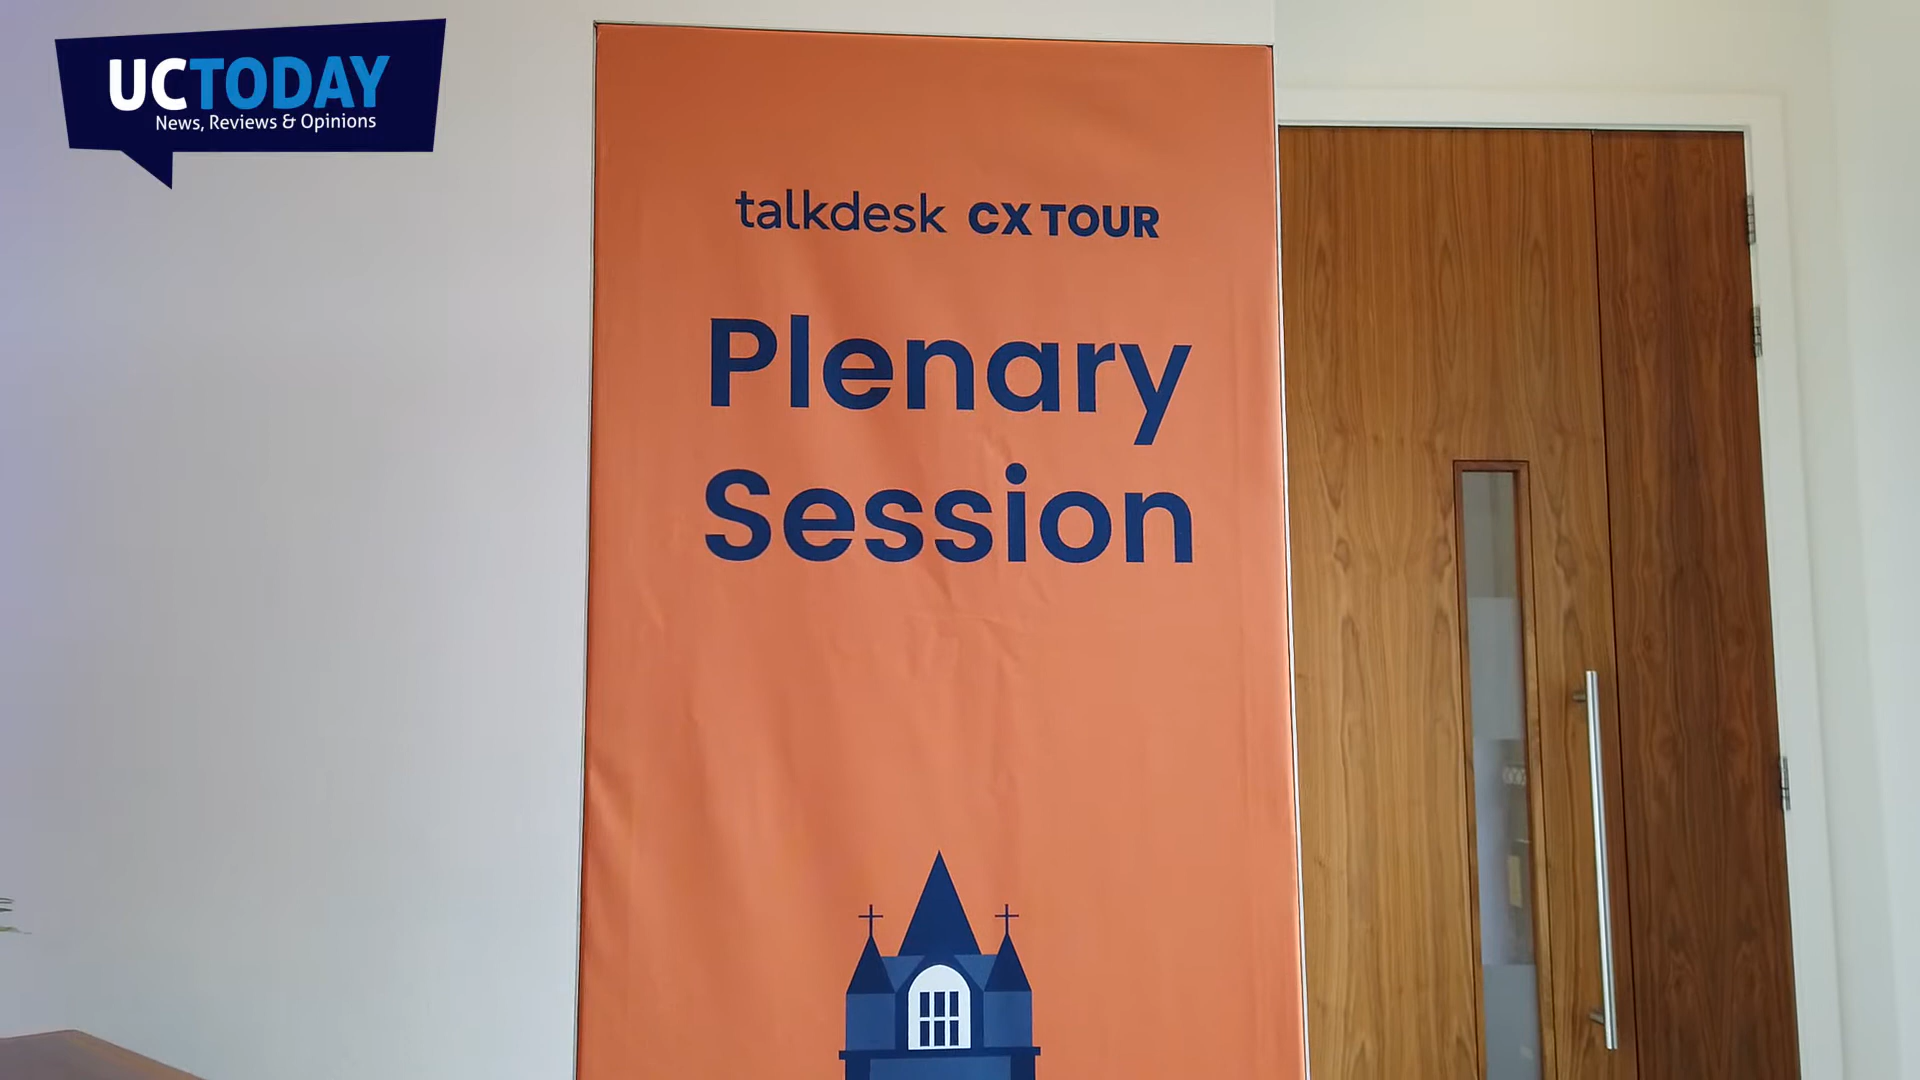 UCTODAY
News, Reviews & Opinions
talkdesk CX TOUR
Plenary
Session